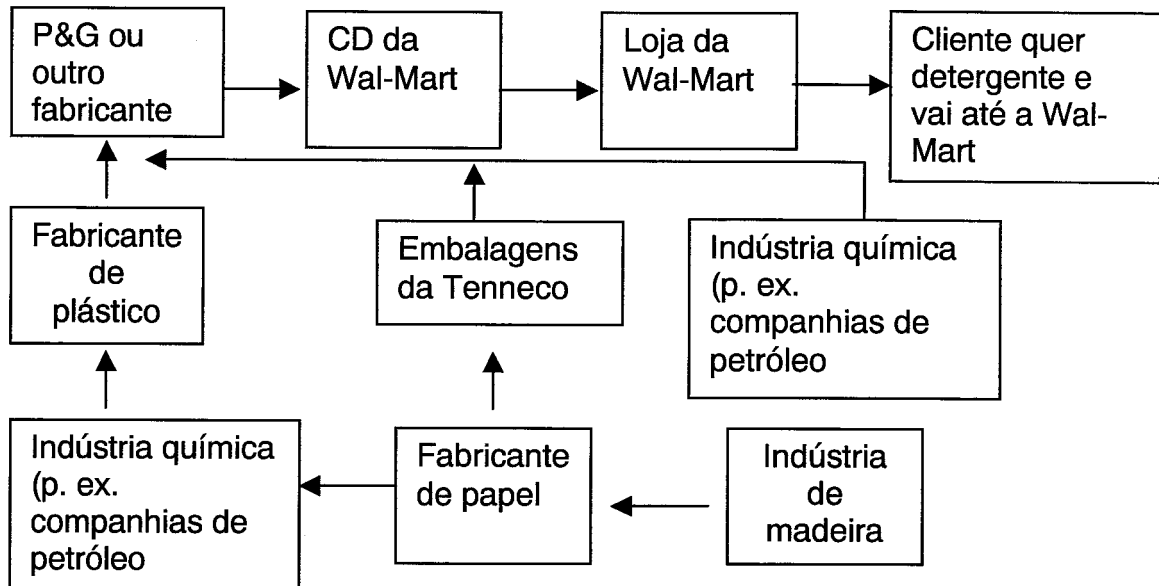 P&G ou
outro
fabricante
CD da
Wal-Mart
Loja da
Wal-Mart
Cliente quer
detergente e
vai até a Wal-
Mart
Fabricante
de
plástico
Embalagens
da Tenneco
Indústria química
(p. ex.
companhias de
petróleo
Indústria química
(p. ex.
companhias de
petróleo
Fabricante
de papel
Indústria
de
madeira